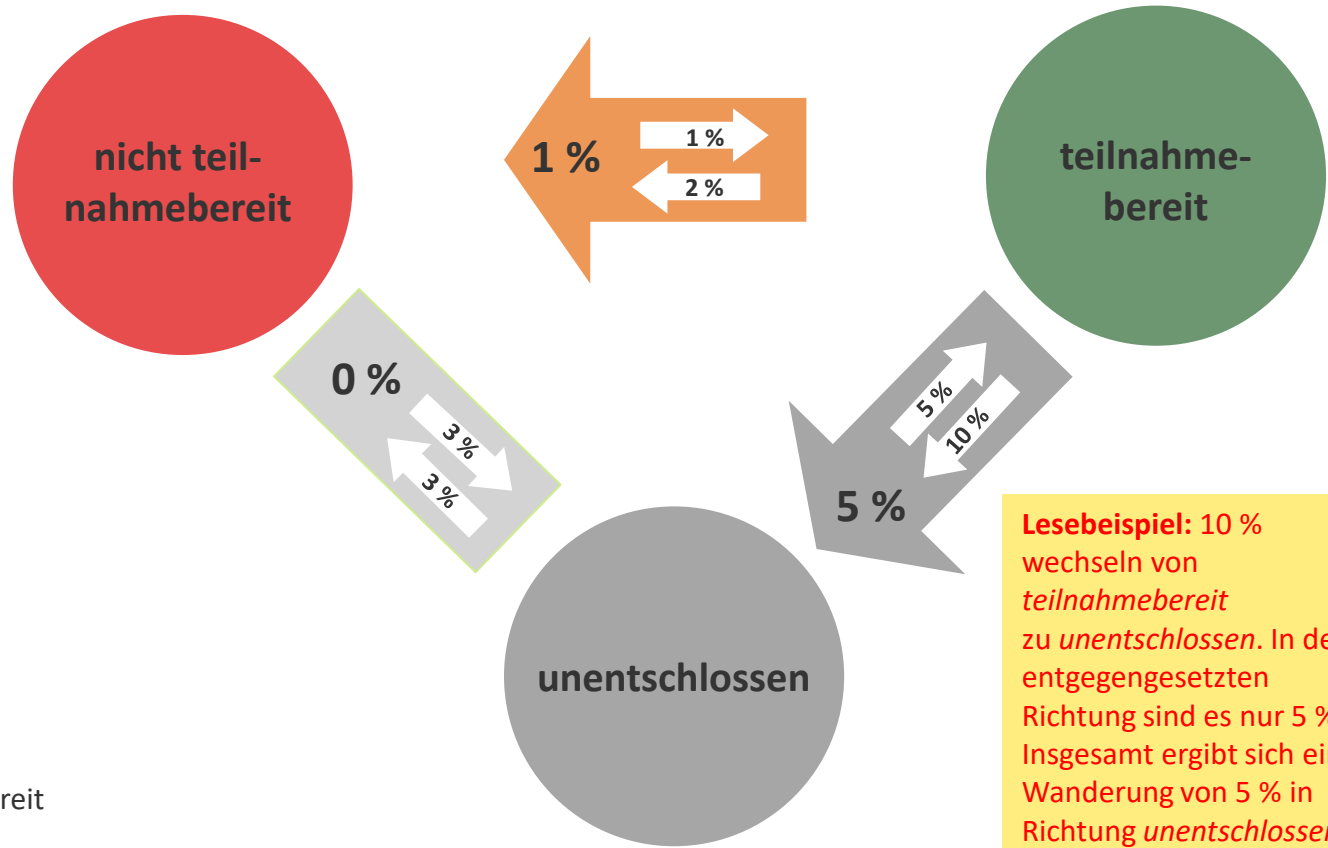 nicht teil-
nahmebereit
1 %
1 %
2 %
teilnahme-
bereit
0 %
3 %
3 %
5 %
10 %
5 %
unentschlossen
Lesebeispiel: 10 %
wechseln von
teilnahmebereit
zu unentschlossen. In de
entgegengesetzten
Richtung sind es nur 5 %
Insgesamt ergibt sich ei
Wanderung von 5 % in
Richtung unentschlossen
reit